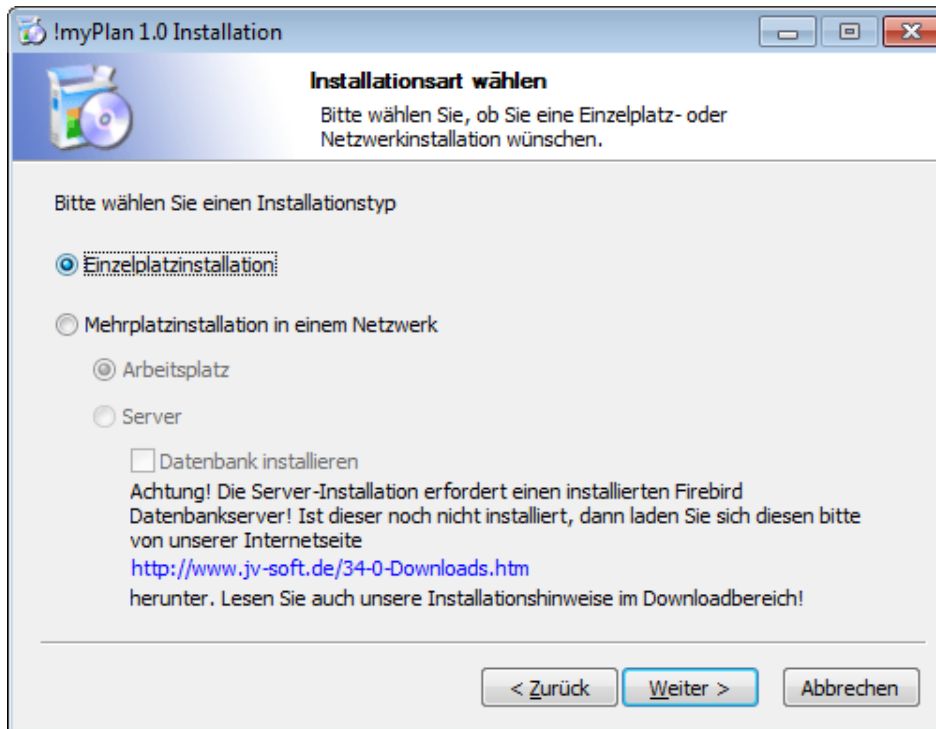 !myPlan 1.0 Installation
Installationsart wählen
Bitte wählen Sie, ob Sie eine Einzelplatz- oder
Netzwerkinstallation wünschen.
Bitte wählen Sie einen Installationstyp
Einzelplatzinstallation
Mehrplatzinstallation in einem Netzwerk
Arbeitsplatz
Server
Datenbank installieren
Achtung! Die Server-Installation erfordert einen installierten Firebird
Datenbankserver! Ist dieser noch nicht installiert, dann laden Sie sich diesen bitte
von unserer Internetseite
http://www.jv-soft.de/34-0-Downloads.htm
herunter. Lesen Sie auch unsere Installationshinweise im Downloadbereich!
< Zurück
Weiter >
Abbrechen